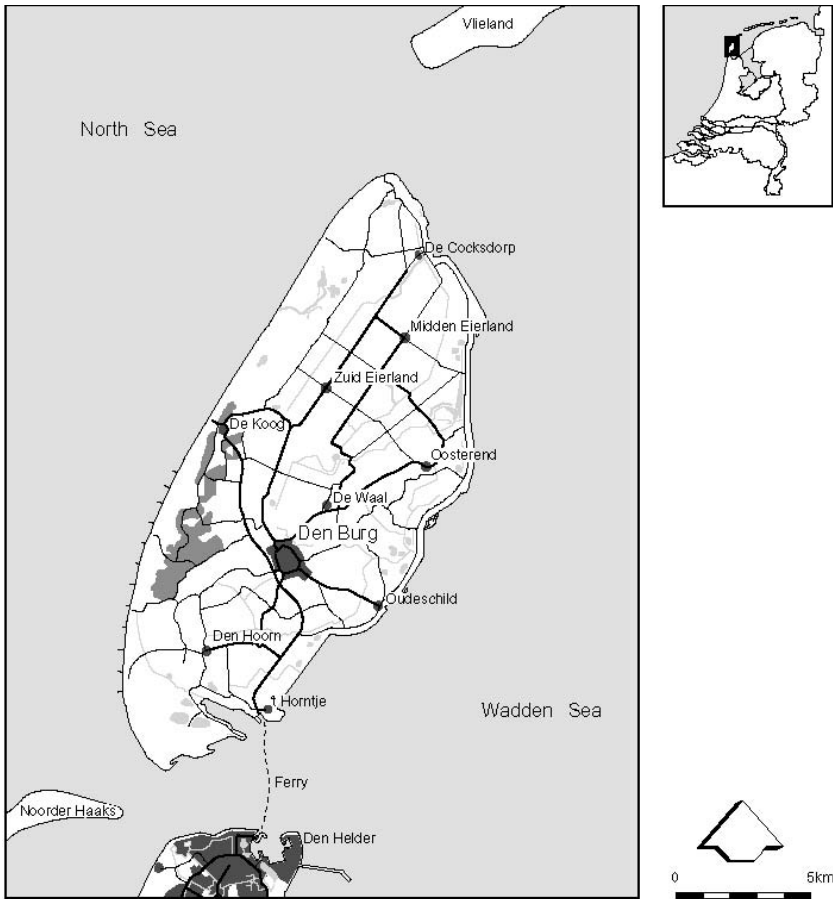 Vlieland
North Sea
De Cocksdorp
Midden Eierland
Zuid Eierland
De Koog
Oosterend
De Waal
Den Burg
Oudeschild
Den Hoorn
't Horntje
Wadden Sea
Ferry
Noorder Haaks
Den Helder
0 5km